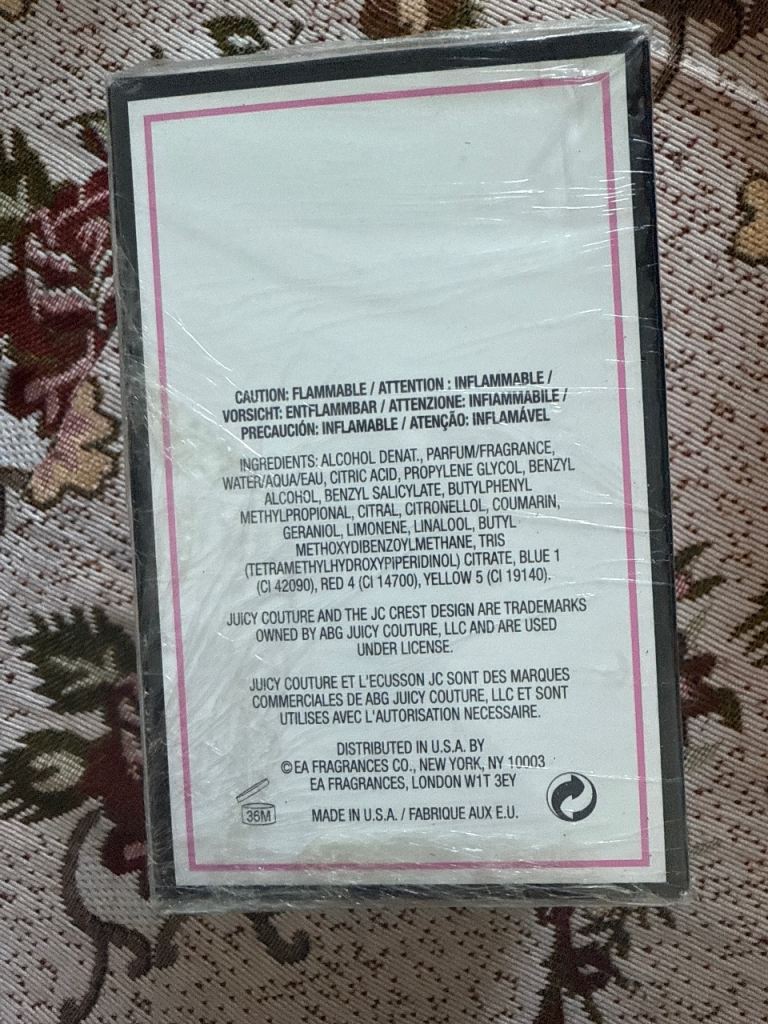 CAUTION: FLAMMABLE / ATTENTION : INFLAMMABLE /
VORSICHT: ENTFLAMMBAR / ATTENZIONE: INFIAMMABILE /
PRECAUCIÓN: INFLAMABLE / ATENÇÃO: INFLAMÁVEL
INGREDIENTS: ALCOHOL DENAT., PARFUM/FRAGRANCE,
WATER/AQUA/EAU, CITRIC ACID, PROPYLENE GLYCOL, BENZYL
ALCOHOL, BENZYL SALICYLATE, BUTYLPHENYL
METHYLPROPIONAL, CITRAL, CITRONELLOL, COUMARIN,
GERANIOL, LIMONENE, LINALOOL, BUTYL
METHOXYDIBENZOYLMETHANE, TRIS
(TETRAMETHYLHYDROXYPIPERIDINOL) CITRATE, BLUE 1
(CI 42090), RED 4 (CI 14700), YELLOW 5 (CI 19140).
JUICY COUTURE AND THE JC CREST DESIGN ARE TRADEMARKS
OWNED BY ABG JUICY COUTURE, LLC AND ARE USED
UNDER LICENSE.
JUICY COUTURE ET L'ECUSSON JC SONT DES MARQUES
COMMERCIALES DE ABG JUICY COUTURE, LLC ET SONT
UTILISES AVEC L'AUTORISATION NECESSAIRE.
DISTRIBUTED IN U.S.A. BY
©EA FRAGRANCES CO., NEW YORK, NY 10003
EA FRAGRANCES, LONDON W1T 3EY
36M
MADE IN U.S.A. / FABRIQUE AUX E.U.